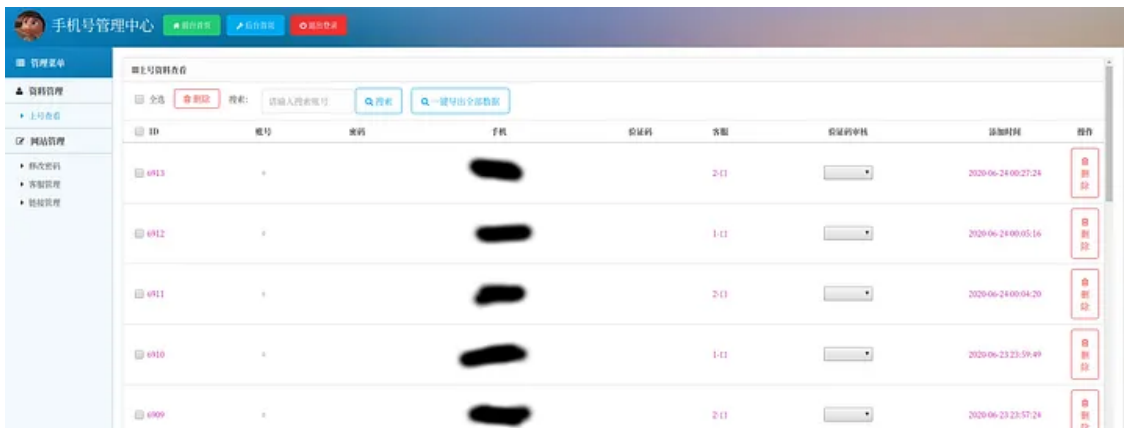 手机号管理中心 前台首页 后台首页 退出登录
管理菜单
资料管理
上号查看
网站管理
修改密码
客服管理
链接管理
上号资料查看
全选 删除 搜索: 请输入搜索账号 搜索 一键导出全部数据
ID 账号 密码 手机 验证码 客服 验证码审核 添加时间 操作
6913 2-[] 2020-06-24 00:27:24 删除
6912 1-[] 2020-06-24 00:05:16 删除
6911 2-[] 2020-06-24 00:04:20 删除
6910 1-[] 2020-06-23 23:59:49 删除
6909 2-[] 2020-06-23 23:57:24 删除